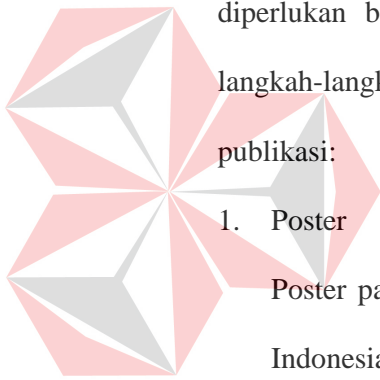 diperlukan b
langkah-langk
publikasi:
1. Poster
Poster pa
Indonesia